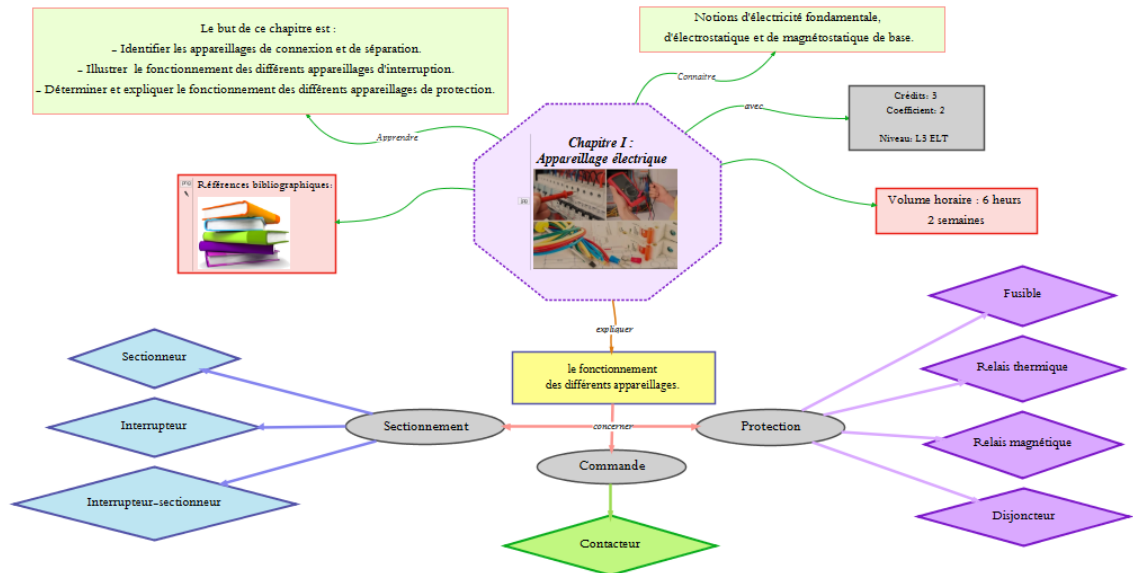 Le but de ce chapitre est :
- Identifier les appareillages de connexion et de séparation.
- Illustrer le fonctionnement des différents appareillages d'interruption.
- Déterminer et expliquer le fonctionnement des différents appareillages de protection.
Notions d'électricité fondamentale,
d'électrostatique et de magnétostatique de base.
Connaitre
Crédits: 3
Coefficient: 2
Niveau: L3 ELT
avec
Apprendre
Chapitre I :
Appareillage électrique
Références bibliographiques:
Volume horaire : 6 heurs
2 semaines
expliquer
le fonctionnement
des différents appareillages.
concerner
Sectionnement
Protection
Commande
Sectionneur
Interrupteur
Interrupteur-sectionneur
Contacteur
Fusible
Relais thermique
Relais magnétique
Disjoncteur